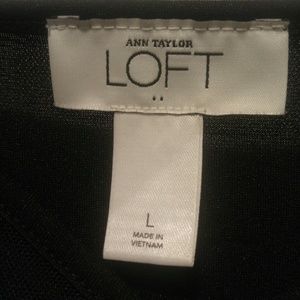 ANN TAYLOR
LOFT
L
MADE IN
VIETNAM